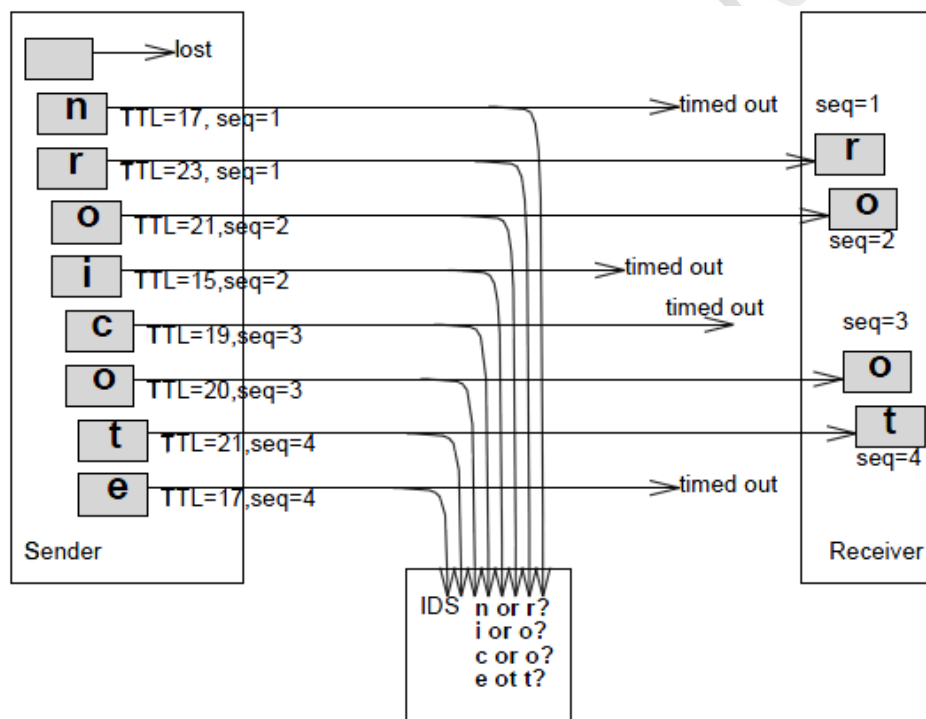 lost
n TTL=17, seq=1 timed out seq=1
r TTL=23, seq=1 r
o TTL=21,seq=2 o
seq=2
i TTL=15,seq=2 timed out
timed out
c TTL=19,seq=3 seq=3
o TTL=20,seq=3 o
t TTL=21,seq=4 t
seq=4
e TTL=17,seq=4 timed out
Sender Receiver
IDS n or r?
i or o?
c or o?
e ot t?